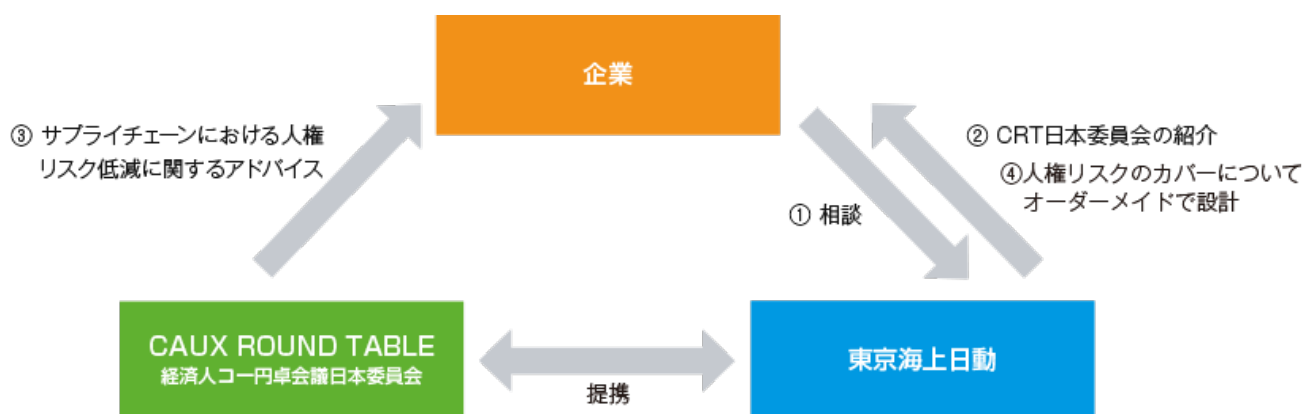 企業
③ サプライチェーンにおける人権
リスク低減に関するアドバイス
② CRT日本委員会の紹介
④人権リスクのカバーについて
オーダーメイドで設計
① 相談
CAUX ROUND TABLE
経済人コー円卓会議日本委員会
提携
東京海上日動